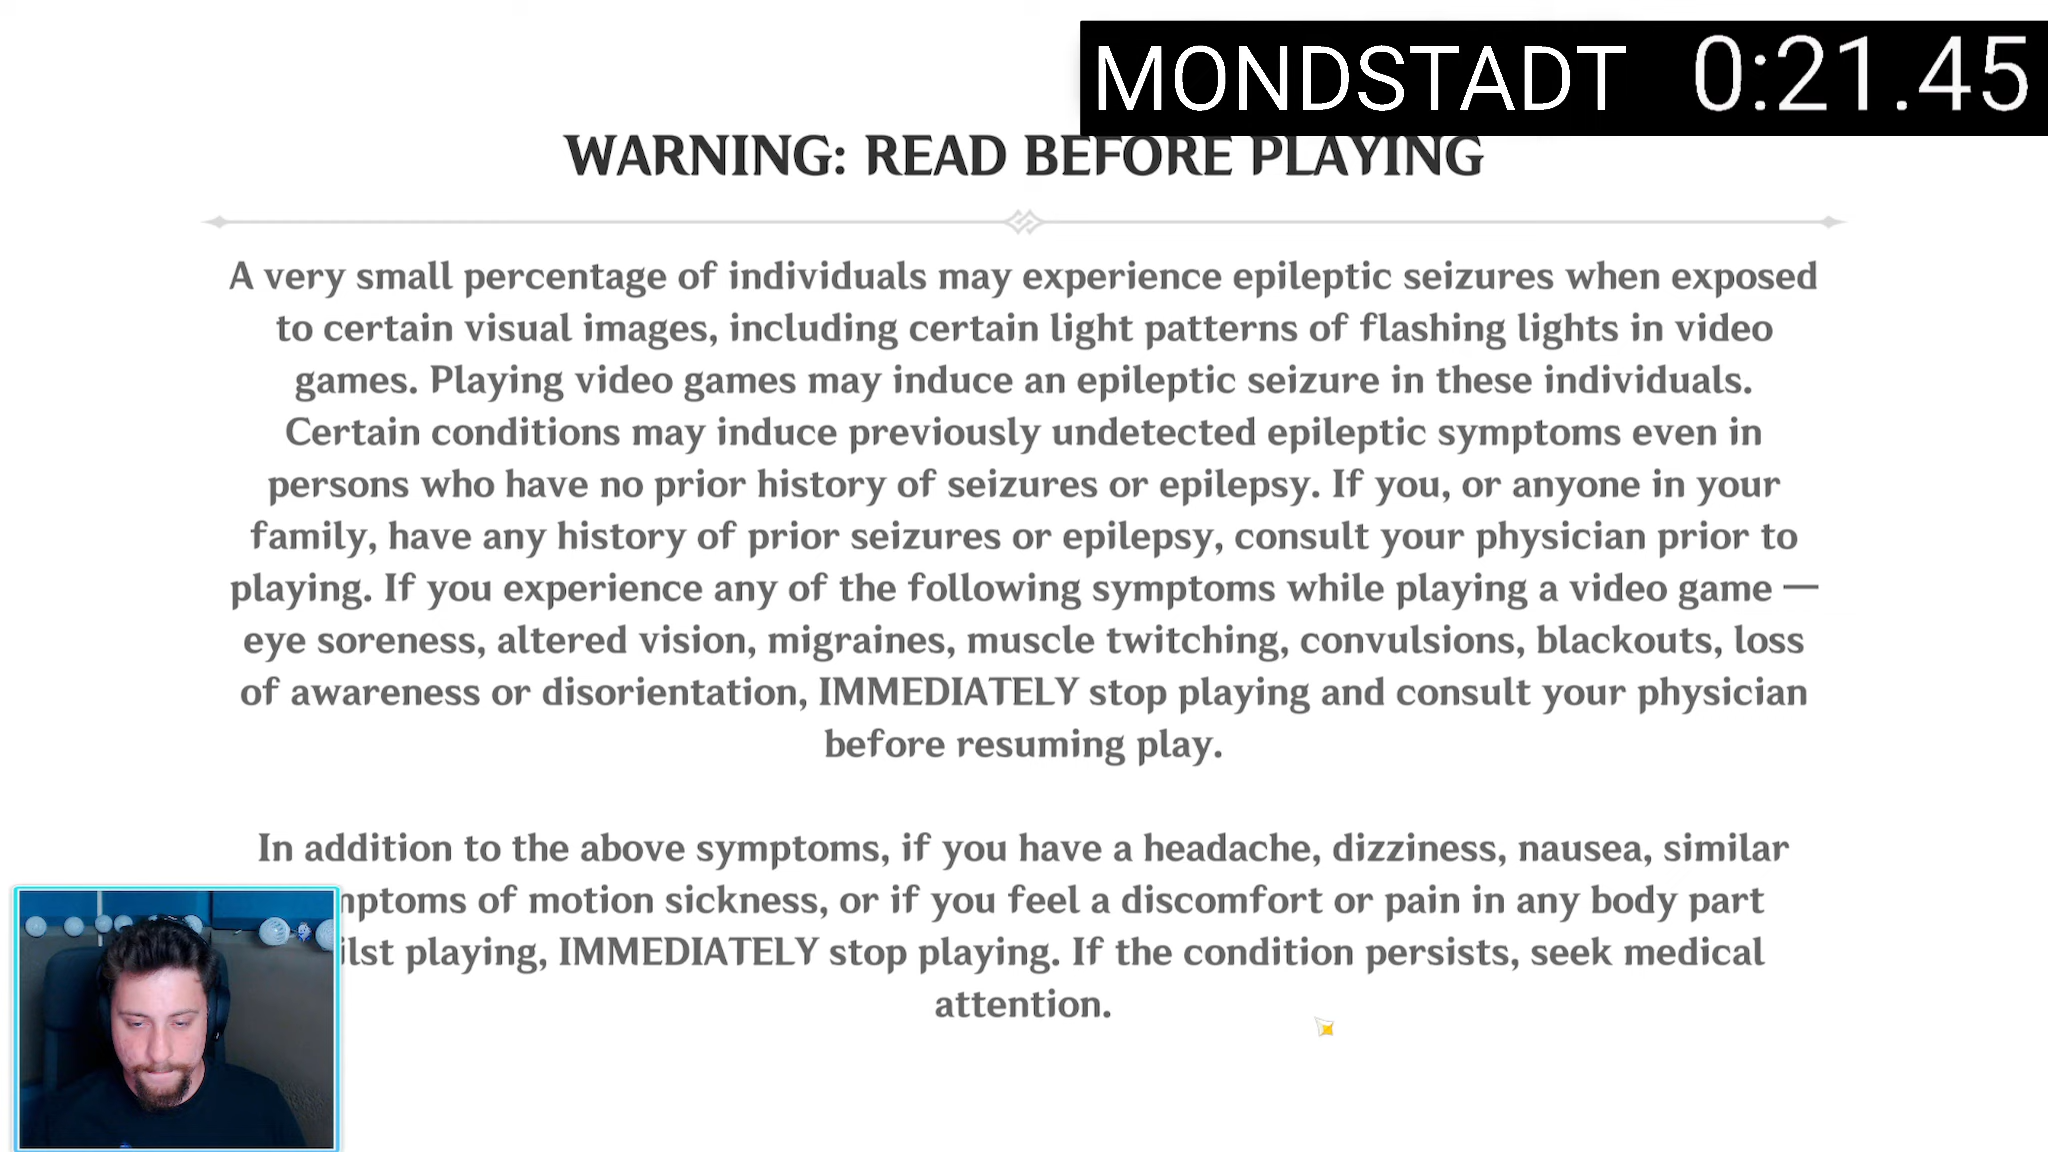 MONDSTADT 0:21.45
WARNING: READ BEFORE PLAYING
A very small percentage of individuals may experience epileptic seizures when exposed
to certain visual images, including certain light patterns of flashing lights in video
games. Playing video games may induce an epileptic seizure in these individuals.
Certain conditions may induce previously undetected epileptic symptoms even in
persons who have no prior history of seizures or epilepsy. If you, or anyone in your
family, have any history of prior seizures or epilepsy, consult your physician prior to
playing. If you experience any of the following symptoms while playing a video game —
eye soreness, altered vision, migraines, muscle twitching, convulsions, blackouts, loss
of awareness or disorientation, IMMEDIATELY stop playing and consult your physician
before resuming play.
In addition to the above symptoms, if you have a headache, dizziness, nausea, similar
of motion sickness, or if you feel a discomfort or pain in any body part
playing, IMMEDIATELY stop playing. If the condition persists, seek medical
attention.